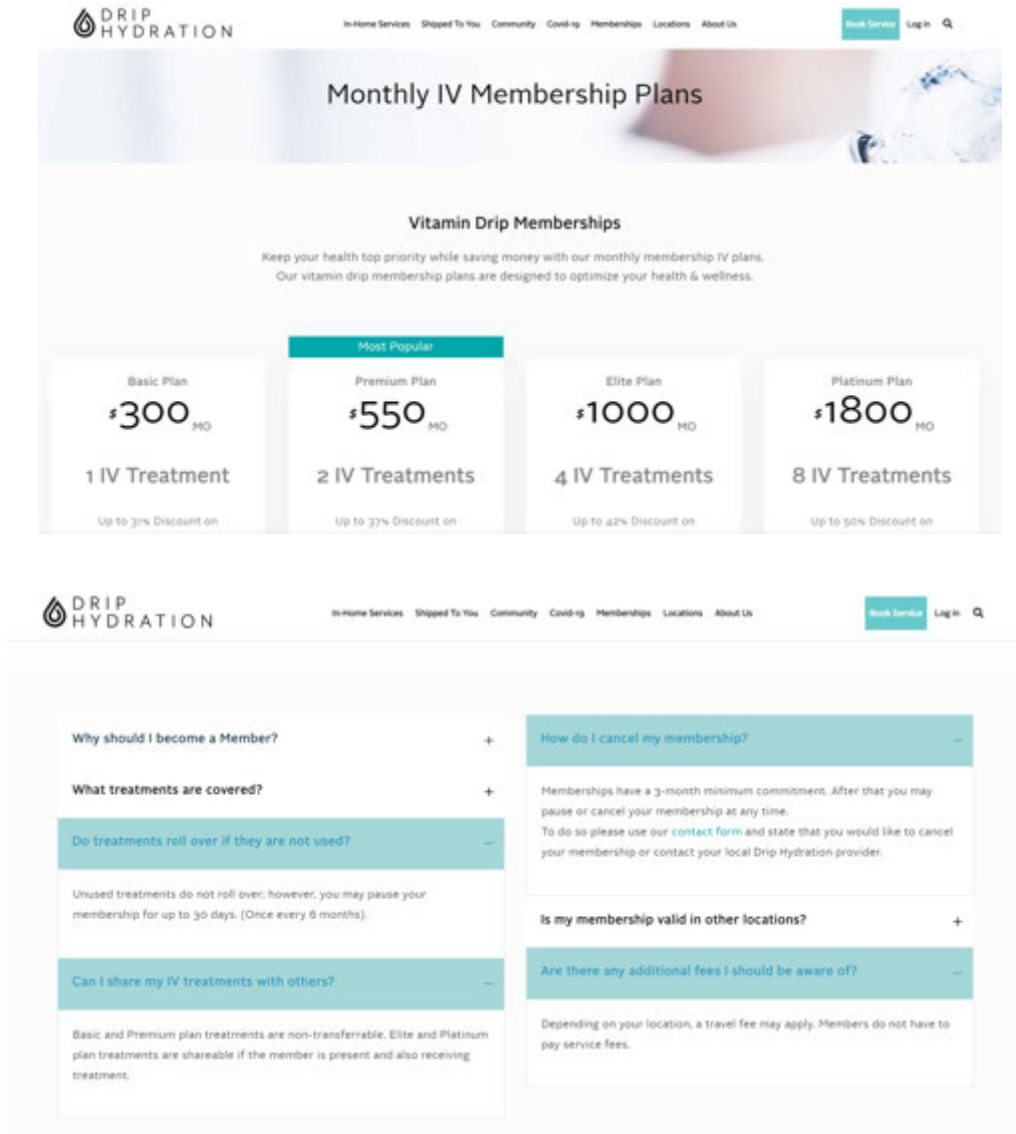 DRIP
HYDRATION
In-Home Services Shipped To You Community Covid-19 Memberships Locations About Us
Book Service Log in
Monthly IV Membership Plans
Vitamin Drip Memberships
Keep your health top priority while saving money with our monthly membership IV plans.
Our vitamin drip membership plans are designed to optimize your health & wellness.
Most Popular
Basic Plan
$300 MO
1 IV Treatment
Up to 31% Discount on
Premium Plan
$550 MO
2 IV Treatments
Up to 37% Discount on
Elite Plan
$1000 MO
4 IV Treatments
Up to 42% Discount on
Platinum Plan
$1800 MO
8 IV Treatments
Up to 50% Discount on
DRIP
HYDRATION
In-Home Services Shipped To You Community Covid-19 Memberships Locations About Us
Book Service Log in
Why should I become a Member? +
What treatments are covered? +
Do treatments roll over if they are not used? –
Unused treatments do not roll over; however, you may pause your
membership for up to 30 days. (Once every 6 months).
Can I share my IV treatments with others? –
Basic and Premium plan treatments are non-transferrable. Elite and Platinum
plan treatments are shareable if the member is present and also receiving
treatment.
How do I cancel my membership? –
Memberships have a 3-month minimum commitment. After that you may
pause or cancel your membership at any time.
To do so please use our contact form and state that you would like to cancel
your membership or contact your local Drip Hydration provider.
Is my membership valid in other locations? +
Are there any additional fees I should be aware of? –
Depending on your location, a travel fee may apply. Members do not have to
pay service fees.